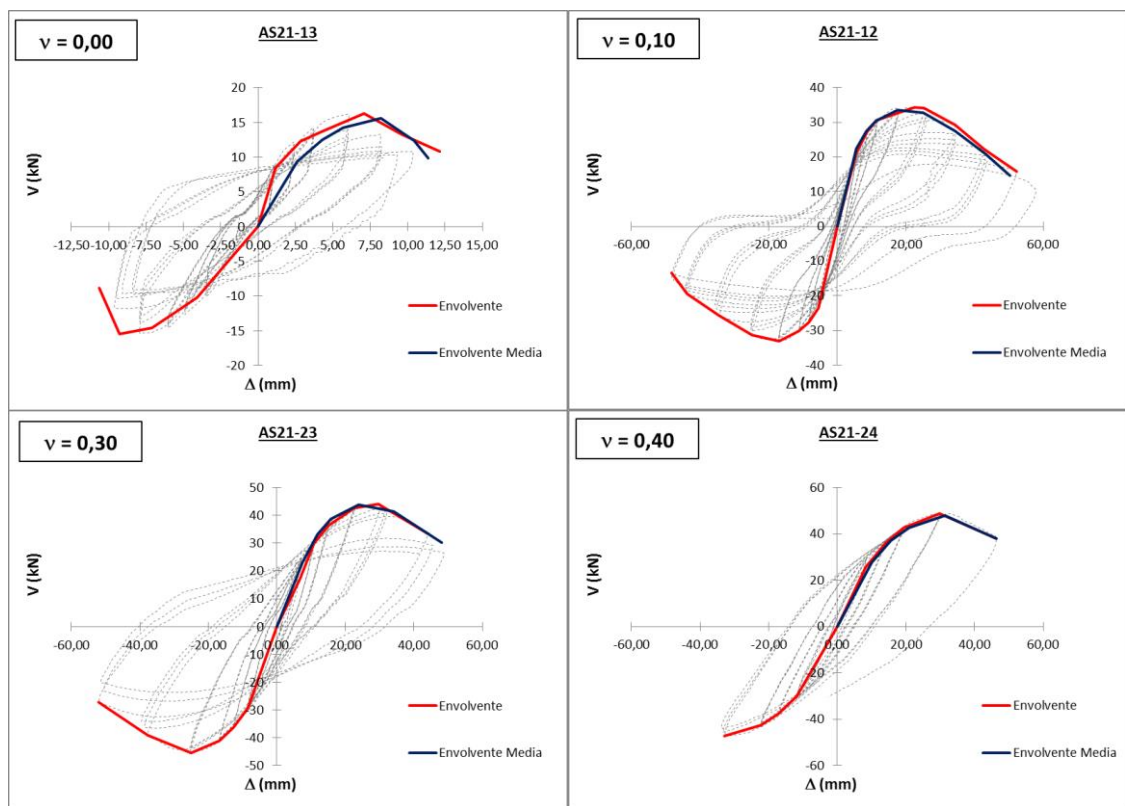 ν = 0,00
AS21-13
V (kN)
20
15
10
5
0
-5
-10
-15
-20
-12,50
-10,00
-7,50
-5,00
-2,50
0,00
2,50
5,00
7,50
10,00
12,50
15,00
Envolvente
Envolvente Media
Δ (mm)
ν = 0,10
AS21-12
V (kN)
40
30
20
10
0
-10
-20
-30
-40
-60,00
-20,00
0,00
20,00
60,00
Envolvente
Envolvente Media
Δ (mm)
ν = 0,30
AS21-23
V (kN)
50
40
30
20
10
0
-10
-20
-30
-40
-50
-60,00
-40,00
-20,00
0,00
20,00
40,00
60,00
Envolvente
Envolvente Media
Δ (mm)
ν = 0,40
AS21-24
V (kN)
60
40
20
0
-20
-40
-60
-60,00
-20,00
0,00
20,00
60,00
Envolvente
Envolvente Media
Δ (mm)